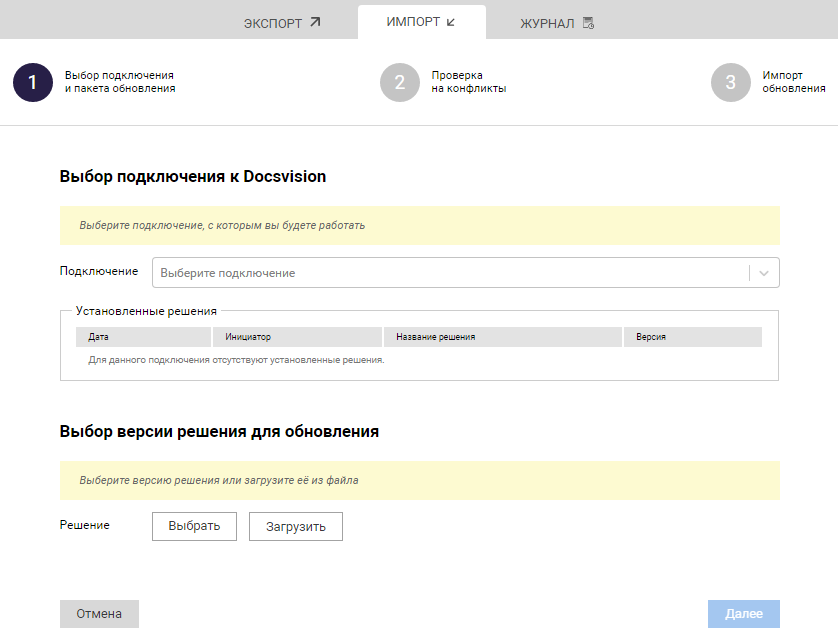 ЭКСПОРТ
ИМПОРТ
ЖУРНАЛ
1
Выбор подключения
и пакета обновления
2
Проверка
на конфликты
3
Импорт
обновления
Выбор подключения к Docsvision
Выберите подключение, с которым вы будете работать
Подключение
Выберите подключение
Установленные решения
Дата
Инициатор
Название решения
Версия
Для данного подключения отсутствуют установленные решения.
Выбор версии решения для обновления
Выберите версию решения или загрузите её из файла
Решение
Выбрать
Загрузить
Отмена
Далее